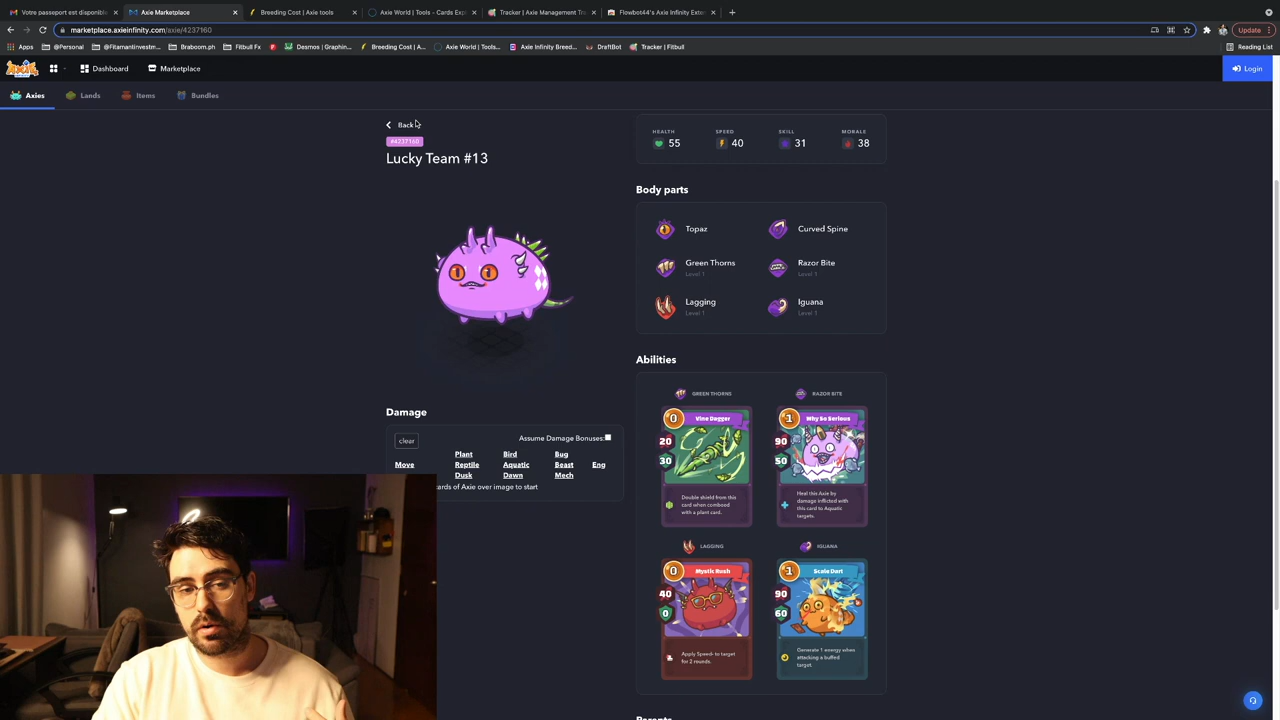 Votre passeport est disponibl
Axie Marketplace
Breeding Cost | Axie tools
Axie World | Tools - Cards Exp
Tracker | Axie Management Tra
Flowbot44's Axie Infinity Exte
marketplace.axieinfinity.com/axie/4237160
Update
Apps
@Personal
@Fitamantinvestm...
Braboom.pt
Fitbull Fx
Desmos | Graphin...
Breeding Cost | A...
Axie World | Tools...
Axie Infinity Breed...
DraftBot
Tracker | Fitbull
Reading List
Dashboard
Marketplace
Login
Axies
Lands
Items
Bundles
Back
#4237160
Lucky Team #13
HEALTH
55
SPEED
40
SKILL
31
MORALE
38
Body parts
Topaz
Curved Spine
Green Thorns
Level 1
Razor Bite
Level 1
Lagging
Level 1
Iguana
Level 1
Damage
Assume Damage Bonuses:
clear
Plant
Bird
Bug
Move
Reptile
Aquatic
Beast
Eng
Dusk
Dawn
Mech
cards of Axie over image to start
Abilities
GREEN THORNS
0
Vine Dagger
20
30
Double shield from this
card when comboed
with a plant card.
RAZOR BITE
1
Why So Serious
90
50
Heal this Axie by
damage inflicted with
this card to Aquatic
targets.
LAGGING
0
Mystic Rush
40
0
Apply Speed- to target
for 2 rounds.
IGUANA
1
Scale Dart
90
60
Generate 1 energy when
attacking a buffed
target.